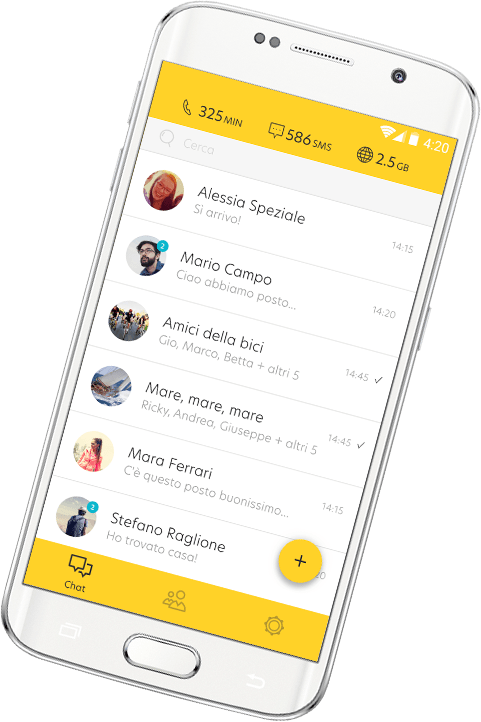 4:20
325 MIN 586 SMS 2.5 GB
Cerca
Alessia Speziale
Sì arrivo!
14:15
Mario Campo
Ciao abbiamo posto...
14:20
2
Amici della bici
Gio, Marco, Betta + altri 5
14:45
Mare, mare, mare
Ricky, Andrea, Giuseppe + altri 5
14:45
Mara Ferrari
C'è questo posto buonissimo...
14:15
Stefano Raglione
Ho trovato casa!
2
+
Chat